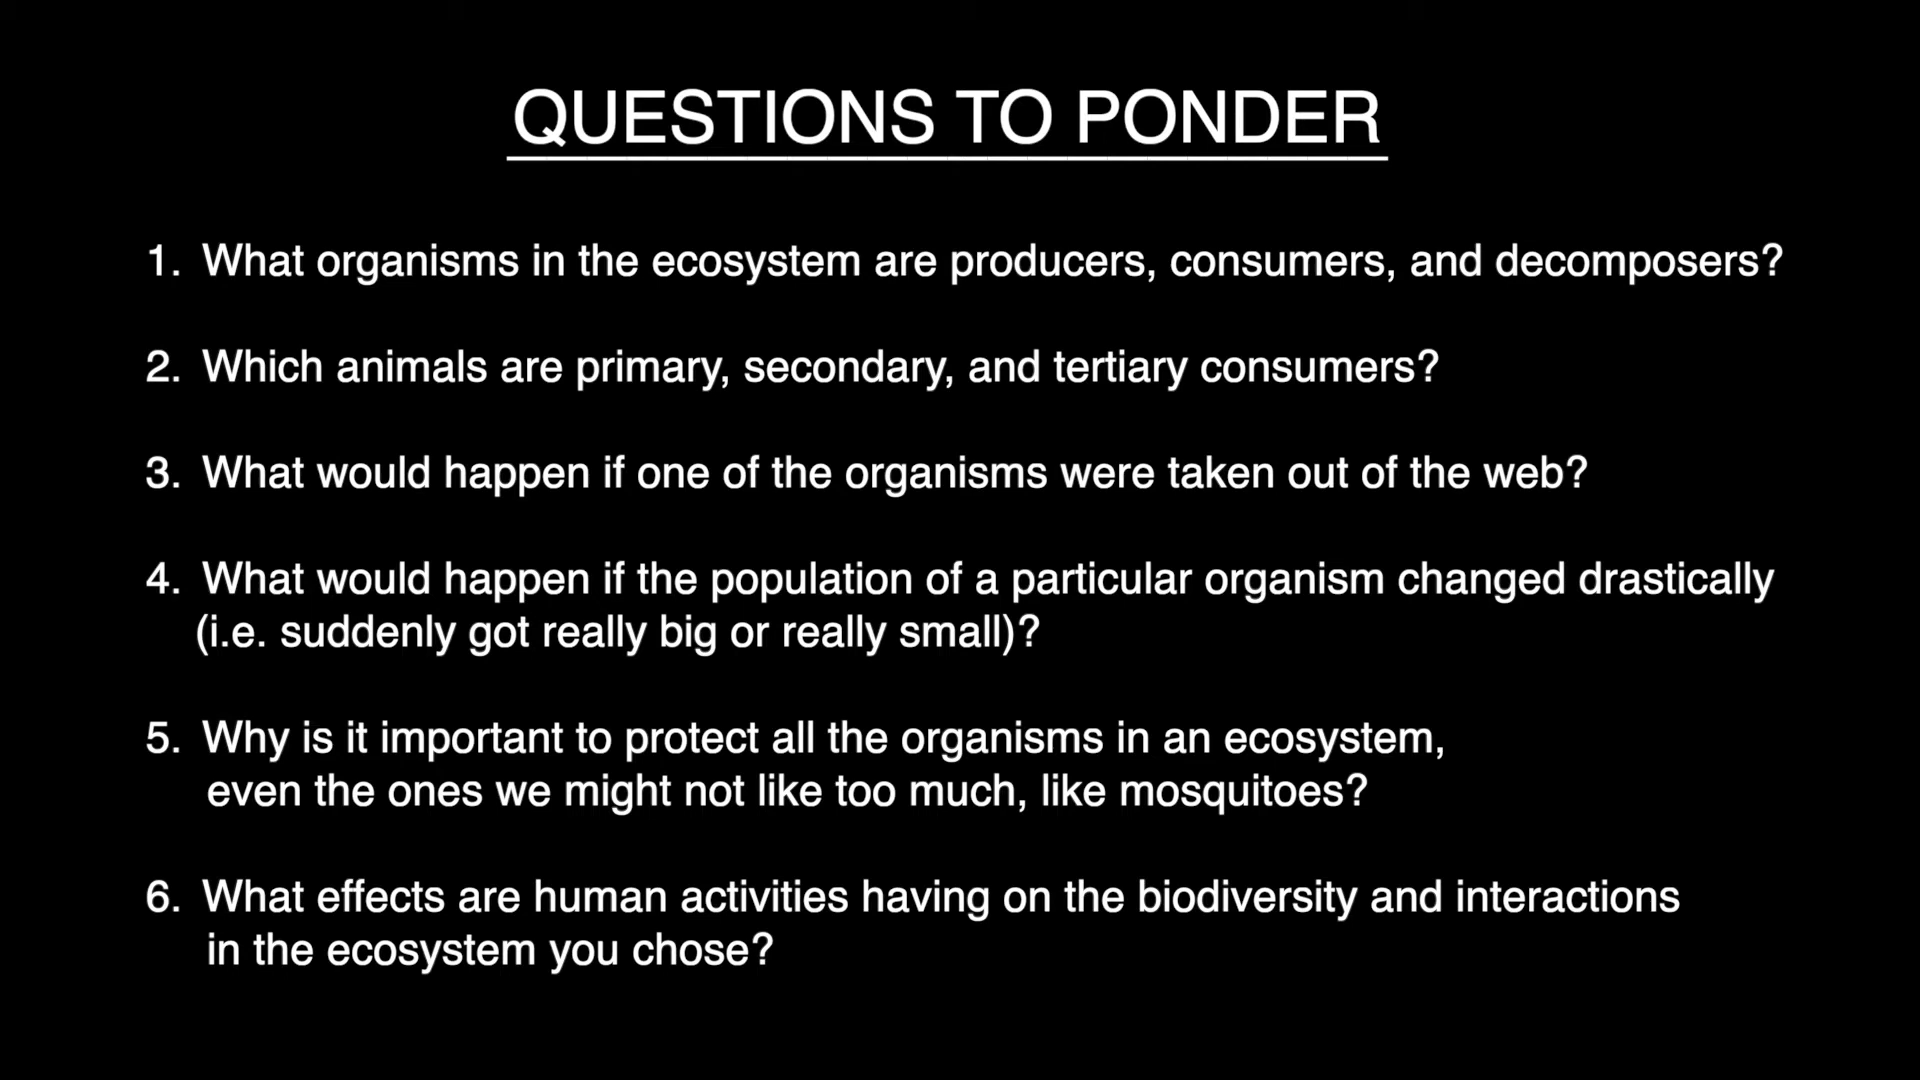 QUESTIONS TO PONDER
1. What organisms in the ecosystem are producers, consumers, and decomposers?
2. Which animals are primary, secondary, and tertiary consumers?
3. What would happen if one of the organisms were taken out of the web?
4. What would happen if the population of a particular organism changed drastically
(i.e. suddenly got really big or really small)?
5. Why is it important to protect all the organisms in an ecosystem,
even the ones we might not like too much, like mosquitoes?
6. What effects are human activities having on the biodiversity and interactions
in the ecosystem you chose?